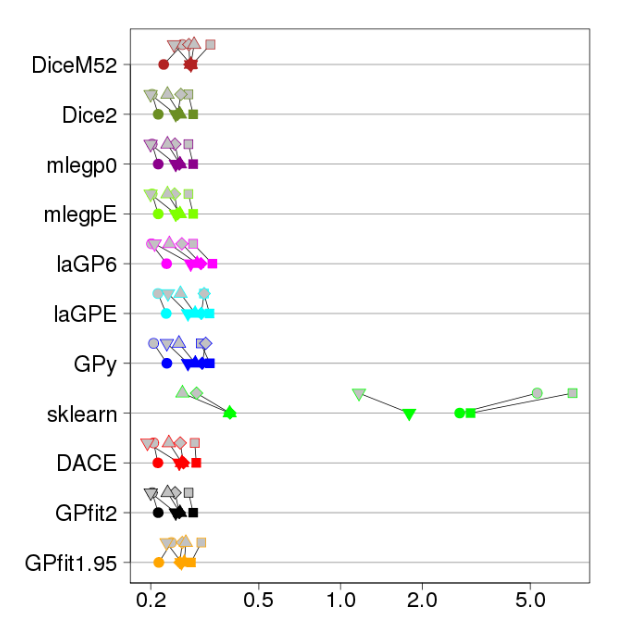 DiceM52
Dice2
mlegp0
mlegpE
laGP6
laGPE
GPy
sklearn
DACE
GPfit2
GPfit1.95
0.2 0.5 1.0 2.0 5.0